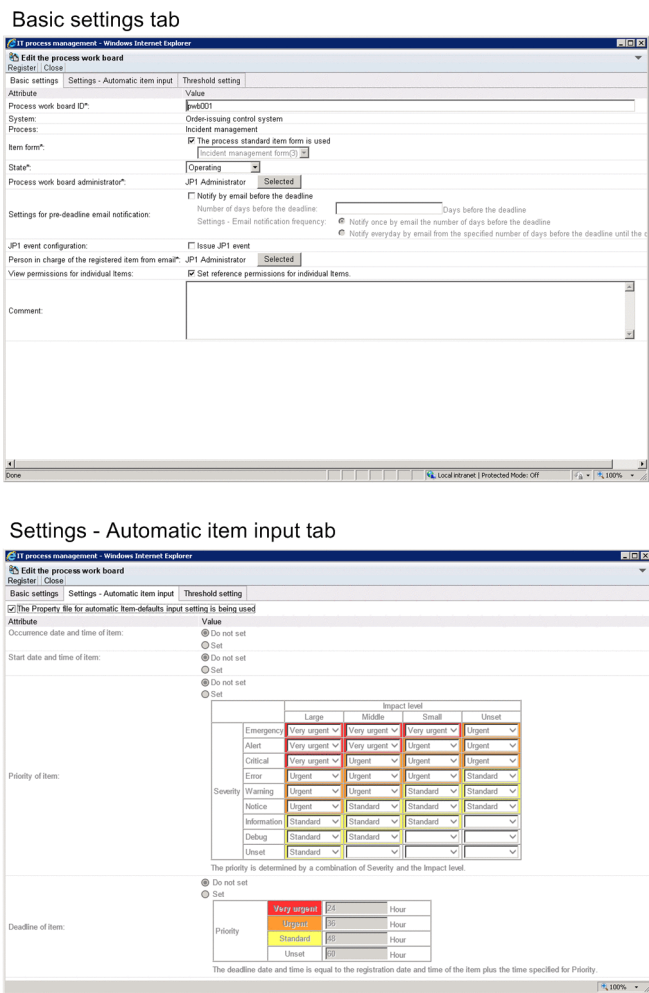 Basic settings tab
IT process management - Windows Internet Explorer
Edit the process work board
Register Close
Basic settings Settings - Automatic item input Threshold setting
Attribute Value
Process work board ID*: pwb001
System: Order-issuing control system
Process: Incident management
Item form*: The process standard item form is used
Incident management form(3)
State*: Operating
Process work board administrator*: JP1 Administrator Selected
Settings for pre-deadline email notification: Notify by email before the deadline
Number of days before the deadline: Days before the deadline
Settings - Email notification frequency: Notify once by email the number of days before the deadline
Notify everyday by email from the specified number of days before the deadline until the
JP1 event configuration: Issue JP1 event
Person in charge of the registered item from email*: JP1 Administrator Selected
View permissions for individual Items: Set reference permissions for individual Items.
Comment:
Done Local intranet | Protected Mode: Off 100%
Settings - Automatic item input tab
IT process management - Windows Internet Explorer
Edit the process work board
Register Close
Basic settings Settings - Automatic item input Threshold setting
The Property file for automatic Item-defaults input setting is being used
Attribute Value
Occurrence date and time of item: Do not set
Set
Start date and time of item: Do not set
Set
Priority of item: Do not set
Set
Impact level
Large Middle Small Unset
Severity
Emergency Very urgent Very urgent Very urgent Urgent
Alert Very urgent Very urgent Urgent Urgent
Critical Very urgent Urgent Urgent Urgent
Error Urgent Urgent Urgent Standard
Warning Urgent Urgent Standard Standard
Notice Urgent Standard Standard Standard
Information Standard Standard Standard
Debug Standard Standard
Unset Standard
The priority is determined by a combination of Severity and the Impact level.
Deadline of item: Do not set
Set
Priority
Very urgent 24 Hour
Urgent 36 Hour
Standard 48 Hour
Unset 60 Hour
The deadline date and time is equal to the registration date and time of the item plus the time specified for Priority.
100%